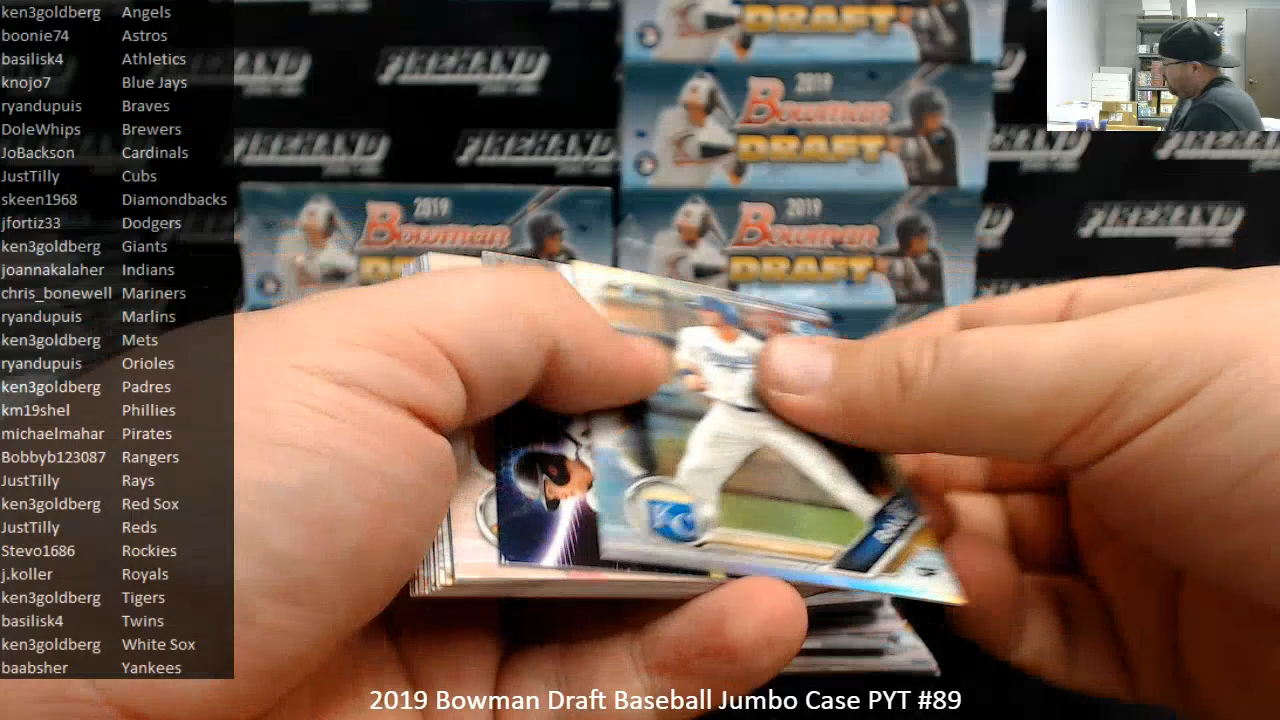 ken3goldberg Angels
boonie74 Astros
basilisk4 Athletics
knojo7 Blue Jays
ryandupuis Braves
DoleWhips Brewers
JoBackson Cardinals
JustTilly Cubs
skeen1968 Diamondbacks
jfortiz33 Dodgers
ken3goldberg Giants
joannakalaher Indians
chris_bonewell Mariners
ryandupuis Marlins
ken3goldberg Mets
ryandupuis Orioles
ken3goldberg Padres
km19shel Phillies
michaelmahar Pirates
Bobbyb123087 Rangers
JustTilly Rays
ken3goldberg Red Sox
JustTilly Reds
Stevo1686 Rockies
j.koller Royals
ken3goldberg Tigers
basilisk4 Twins
ken3goldberg White Sox
baabsher Yankees
DRAFT
FIREHAND
2019
Bowman
DRAFT
FIREHAND
FIREHAND
2019
Bowman
2019
Bowman
DRAFT
FIREHAND
KC
2019 Bowman Draft Baseball Jumbo Case PYT #89